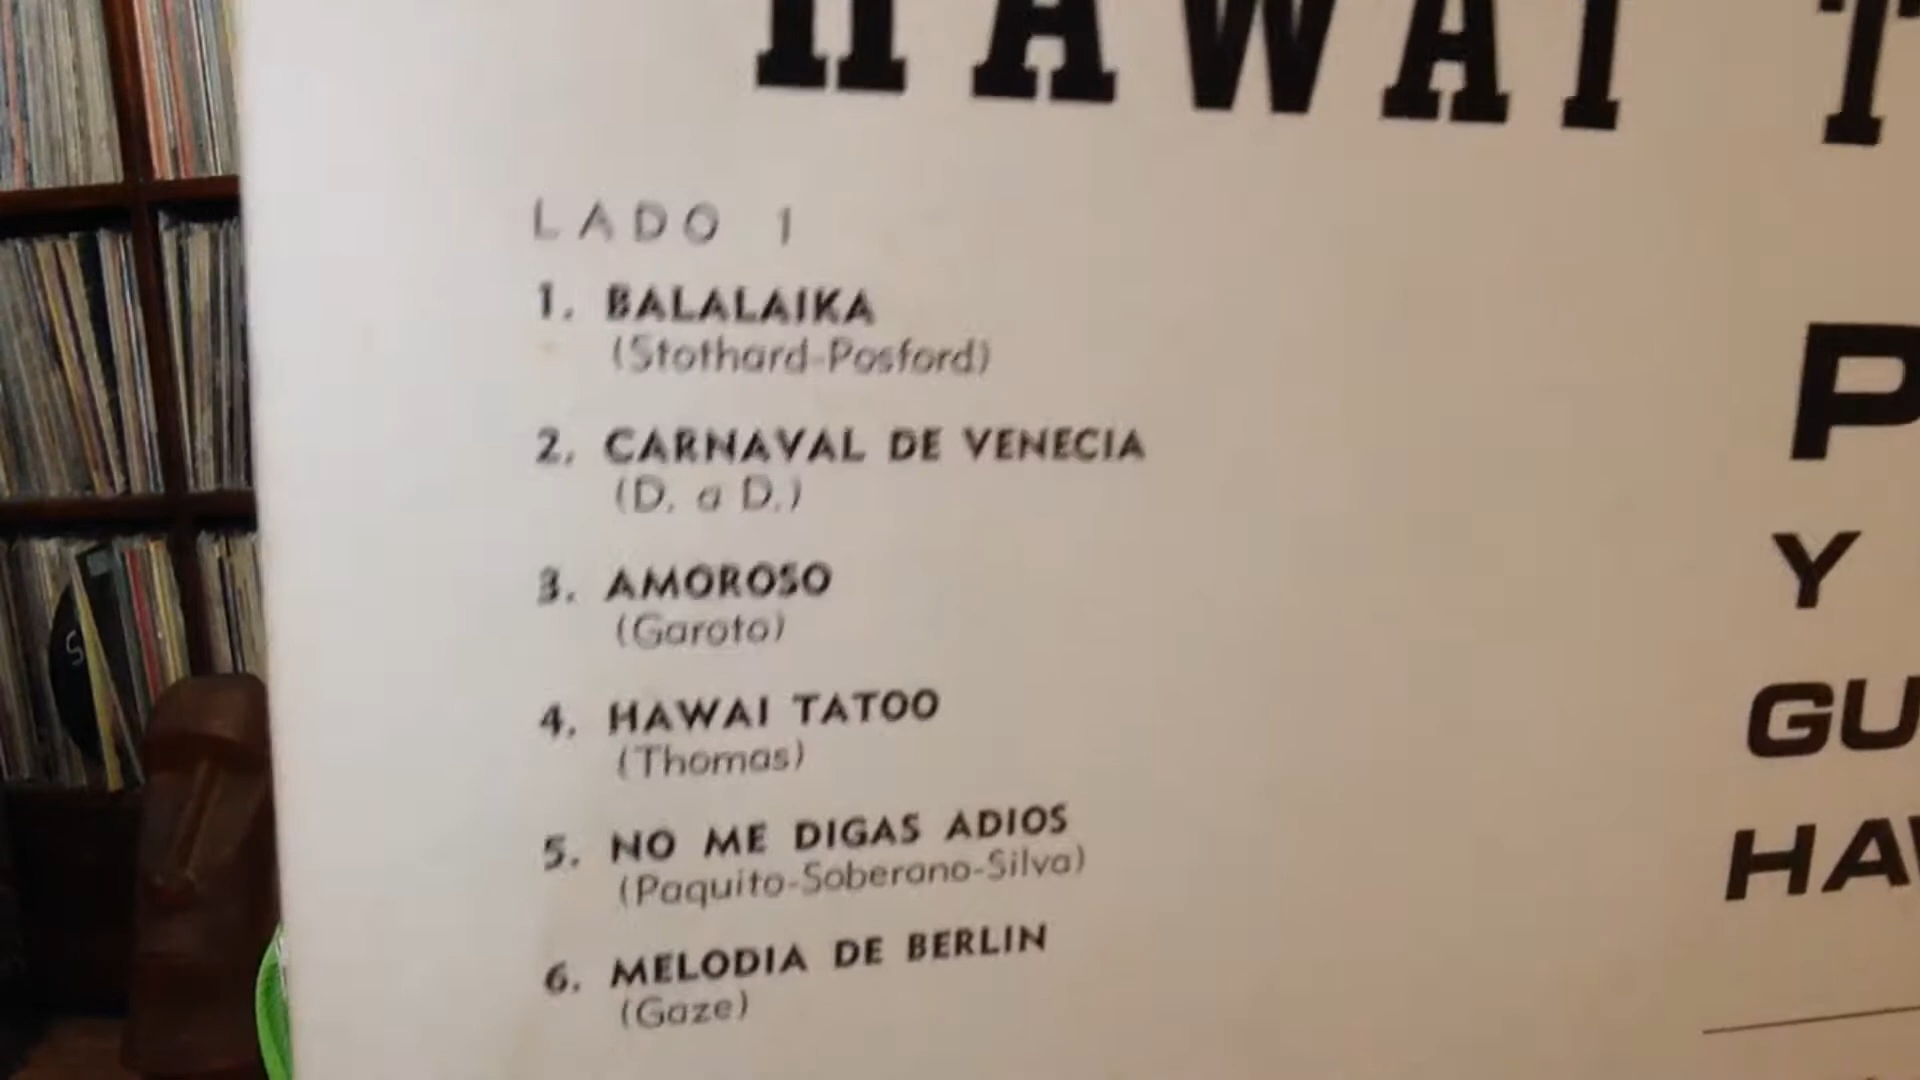 HAWAI T
LADO 1
1. BALALAIKA
(Stothard-Posford)
2. CARNAVAL DE VENECIA
(D. a D.)
3. AMOROSO
(Garoto)
4. HAWAI TATOO
(Thomas)
5. NO ME DIGAS ADIOS
(Paquito-Soberano-Silva)
6. MELODIA DE BERLIN
(Gaze)
P
Y
GU
HAW